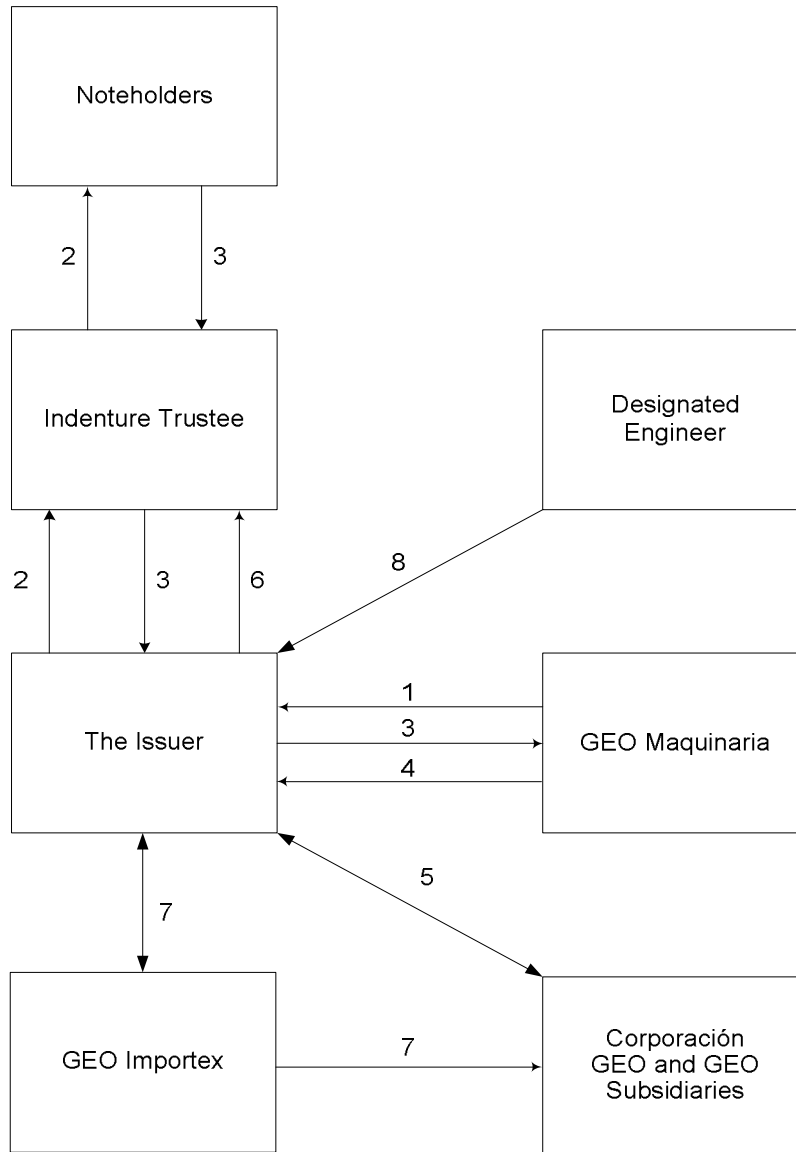 Noteholders
2
3
Indenture Trustee
Designated
Engineer
2
3
6
8
The Issuer
1
3
4
GEO Maquinaria
7
5
GEO Importex
7
Corporación
GEO and GEO
Subsidiaries